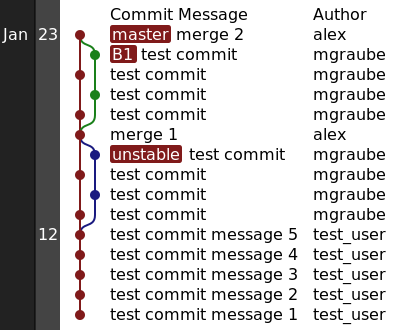 Commit Message Author
Jan 23 master merge 2 alex
B1 test commit mgraube
test commit mgraube
test commit mgraube
test commit mgraube
merge 1 alex
unstable test commit mgraube
test commit mgraube
test commit mgraube
test commit mgraube
12 test commit message 5 test_user
test commit message 4 test_user
test commit message 3 test_user
test commit message 2 test_user
test commit message 1 test_user